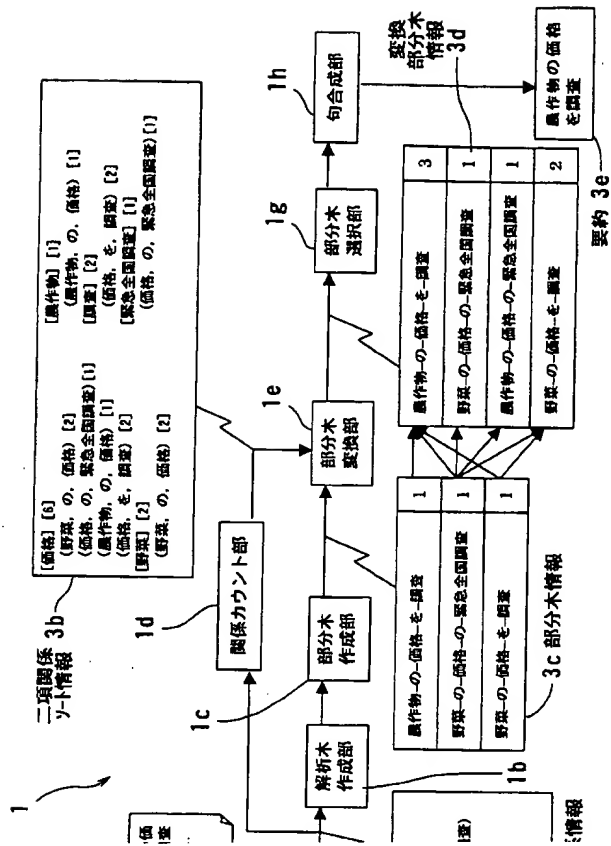 1
二項関係
ソート情報
3b
[価格] [6]
(野菜, の, 価格) [2]
(価格, の, 緊急全国調査) [1]
(農作物, の, 価格) [1]
(価格, を, 調査) [2]
[野菜] [2]
(野菜, の, 価格) [2]
[農作物] [1]
(農作物, の, 価格) [1]
[調査] [2]
(価格, を, 調査) [2]
[緊急全国調査] [1]
(価格, の, 緊急全国調査) [1]
価
査
1d
関係カウント部
解析木
作成部
1b
1c
部分木
作成部
1e
部分木
変換部
1g
部分木
選択部
1h
句合成部
農作物-の-価格-を-調査 1
野菜-の-価格-の-緊急全国調査 1
野菜-の-価格-を-調査 1
3c 部分木情報
変換
部分木
情報
3d
農作物-の-価格-を-調査 3
野菜-の-価格-の-緊急全国調査 1
農作物-の-価格-の-緊急全国調査 1
野菜-の-価格-を-調査 2
農作物の価格
を調査
要約 3e
査)
係情報